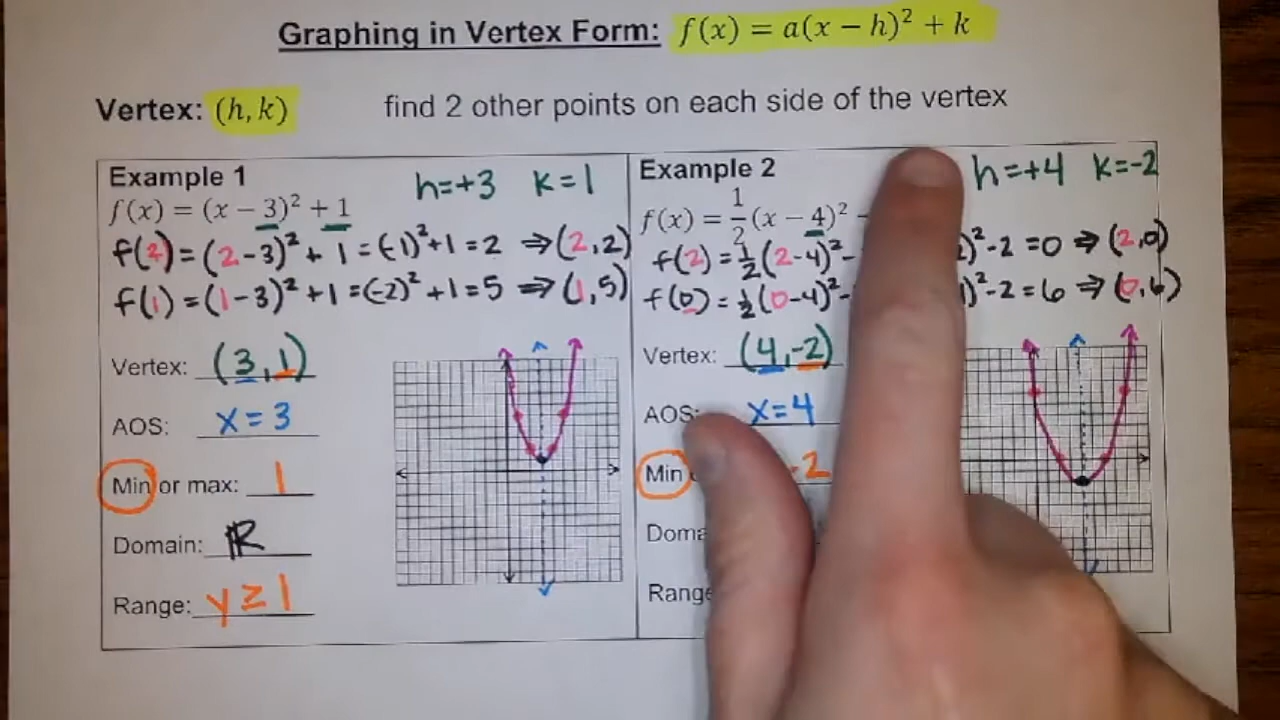 Graphing in Vertex Form: f(x) = a(x − h)² + k
Vertex: (h, k) find 2 other points on each side of the vertex
Example 1 h=+3 k=1
f(x) = (x − 3)² + 1
f(2)=(2-3)²+1=(-1)²+1=2 ⇒(2,2)
f(1)=(1-3)²+1=(-2)²+1=5 ⇒(1,5)
Vertex: (3,1)
AOS: x=3
Min or max: 1
Domain: ℝ
Range: y≥1
Example 2 h=+4 k=-2
f(x) = 1/2(x − 4)² −
f(2)=1/2(2-4)²- )²-2=0 ⇒(2,0)
f(0)=1/2(0-4)²- )²-2=6 ⇒(0,6)
Vertex: (4,-2)
AOS: x=4
Min -2